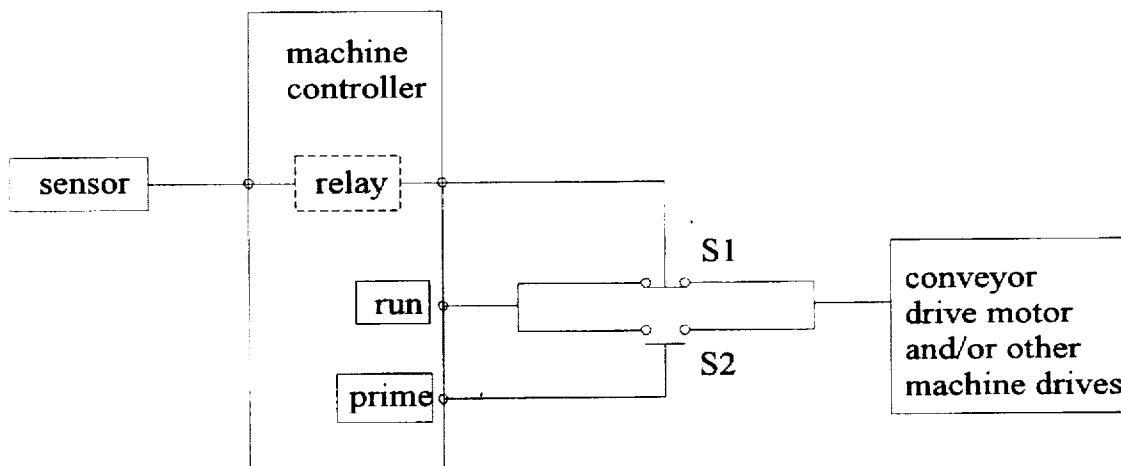 machine
controller
sensor
relay
run
prime
S1
S2
conveyor
drive motor
and/or other
machine drives